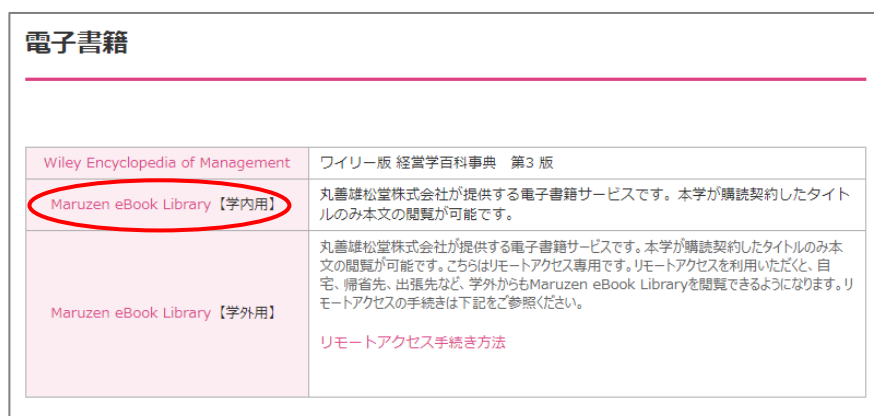 電子書籍
Wiley Encyclopedia of Management
ワイリー版 経営学百科事典　第3 版
Maruzen eBook Library【学内用】
丸善雄松堂株式会社が提供する電子書籍サービスです。本学が購読契約したタイト
ルのみ本文の閲覧が可能です。
Maruzen eBook Library【学外用】
丸善雄松堂株式会社が提供する電子書籍サービスです。本学が購読契約したタイトルのみ本
文の閲覧が可能です。こちらはリモートアクセス専用です。リモートアクセスを利用いただくと、自
宅、帰省先、出張先など、学外からもMaruzen eBook Libraryを閲覧できるようになります。リ
モートアクセスの手続きは下記をご参照ください。
リモートアクセス手続き方法